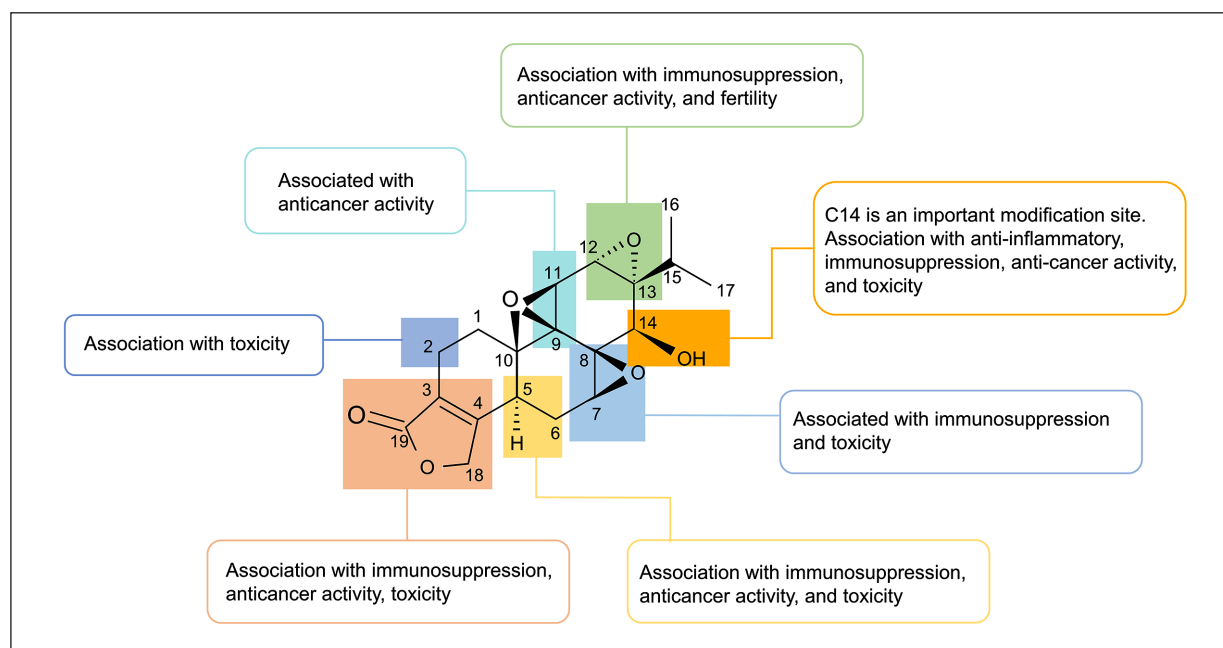 Association with immunosuppression,
anticancer activity, and fertility
Associated with
anticancer activity
C14 is an important modification site.
Association with anti-inflammatory,
immunosuppression, anti-cancer activity,
and toxicity
16
12
O
11
15
17
13
O
1
14
Association with toxicity
2
9
10
8
OH
O
3
4
5
7
O
6
H
19
O
18
Associated with immunosuppression
and toxicity
Association with immunosuppression,
anticancer activity, toxicity
Association with immunosuppression,
anticancer activity, and toxicity